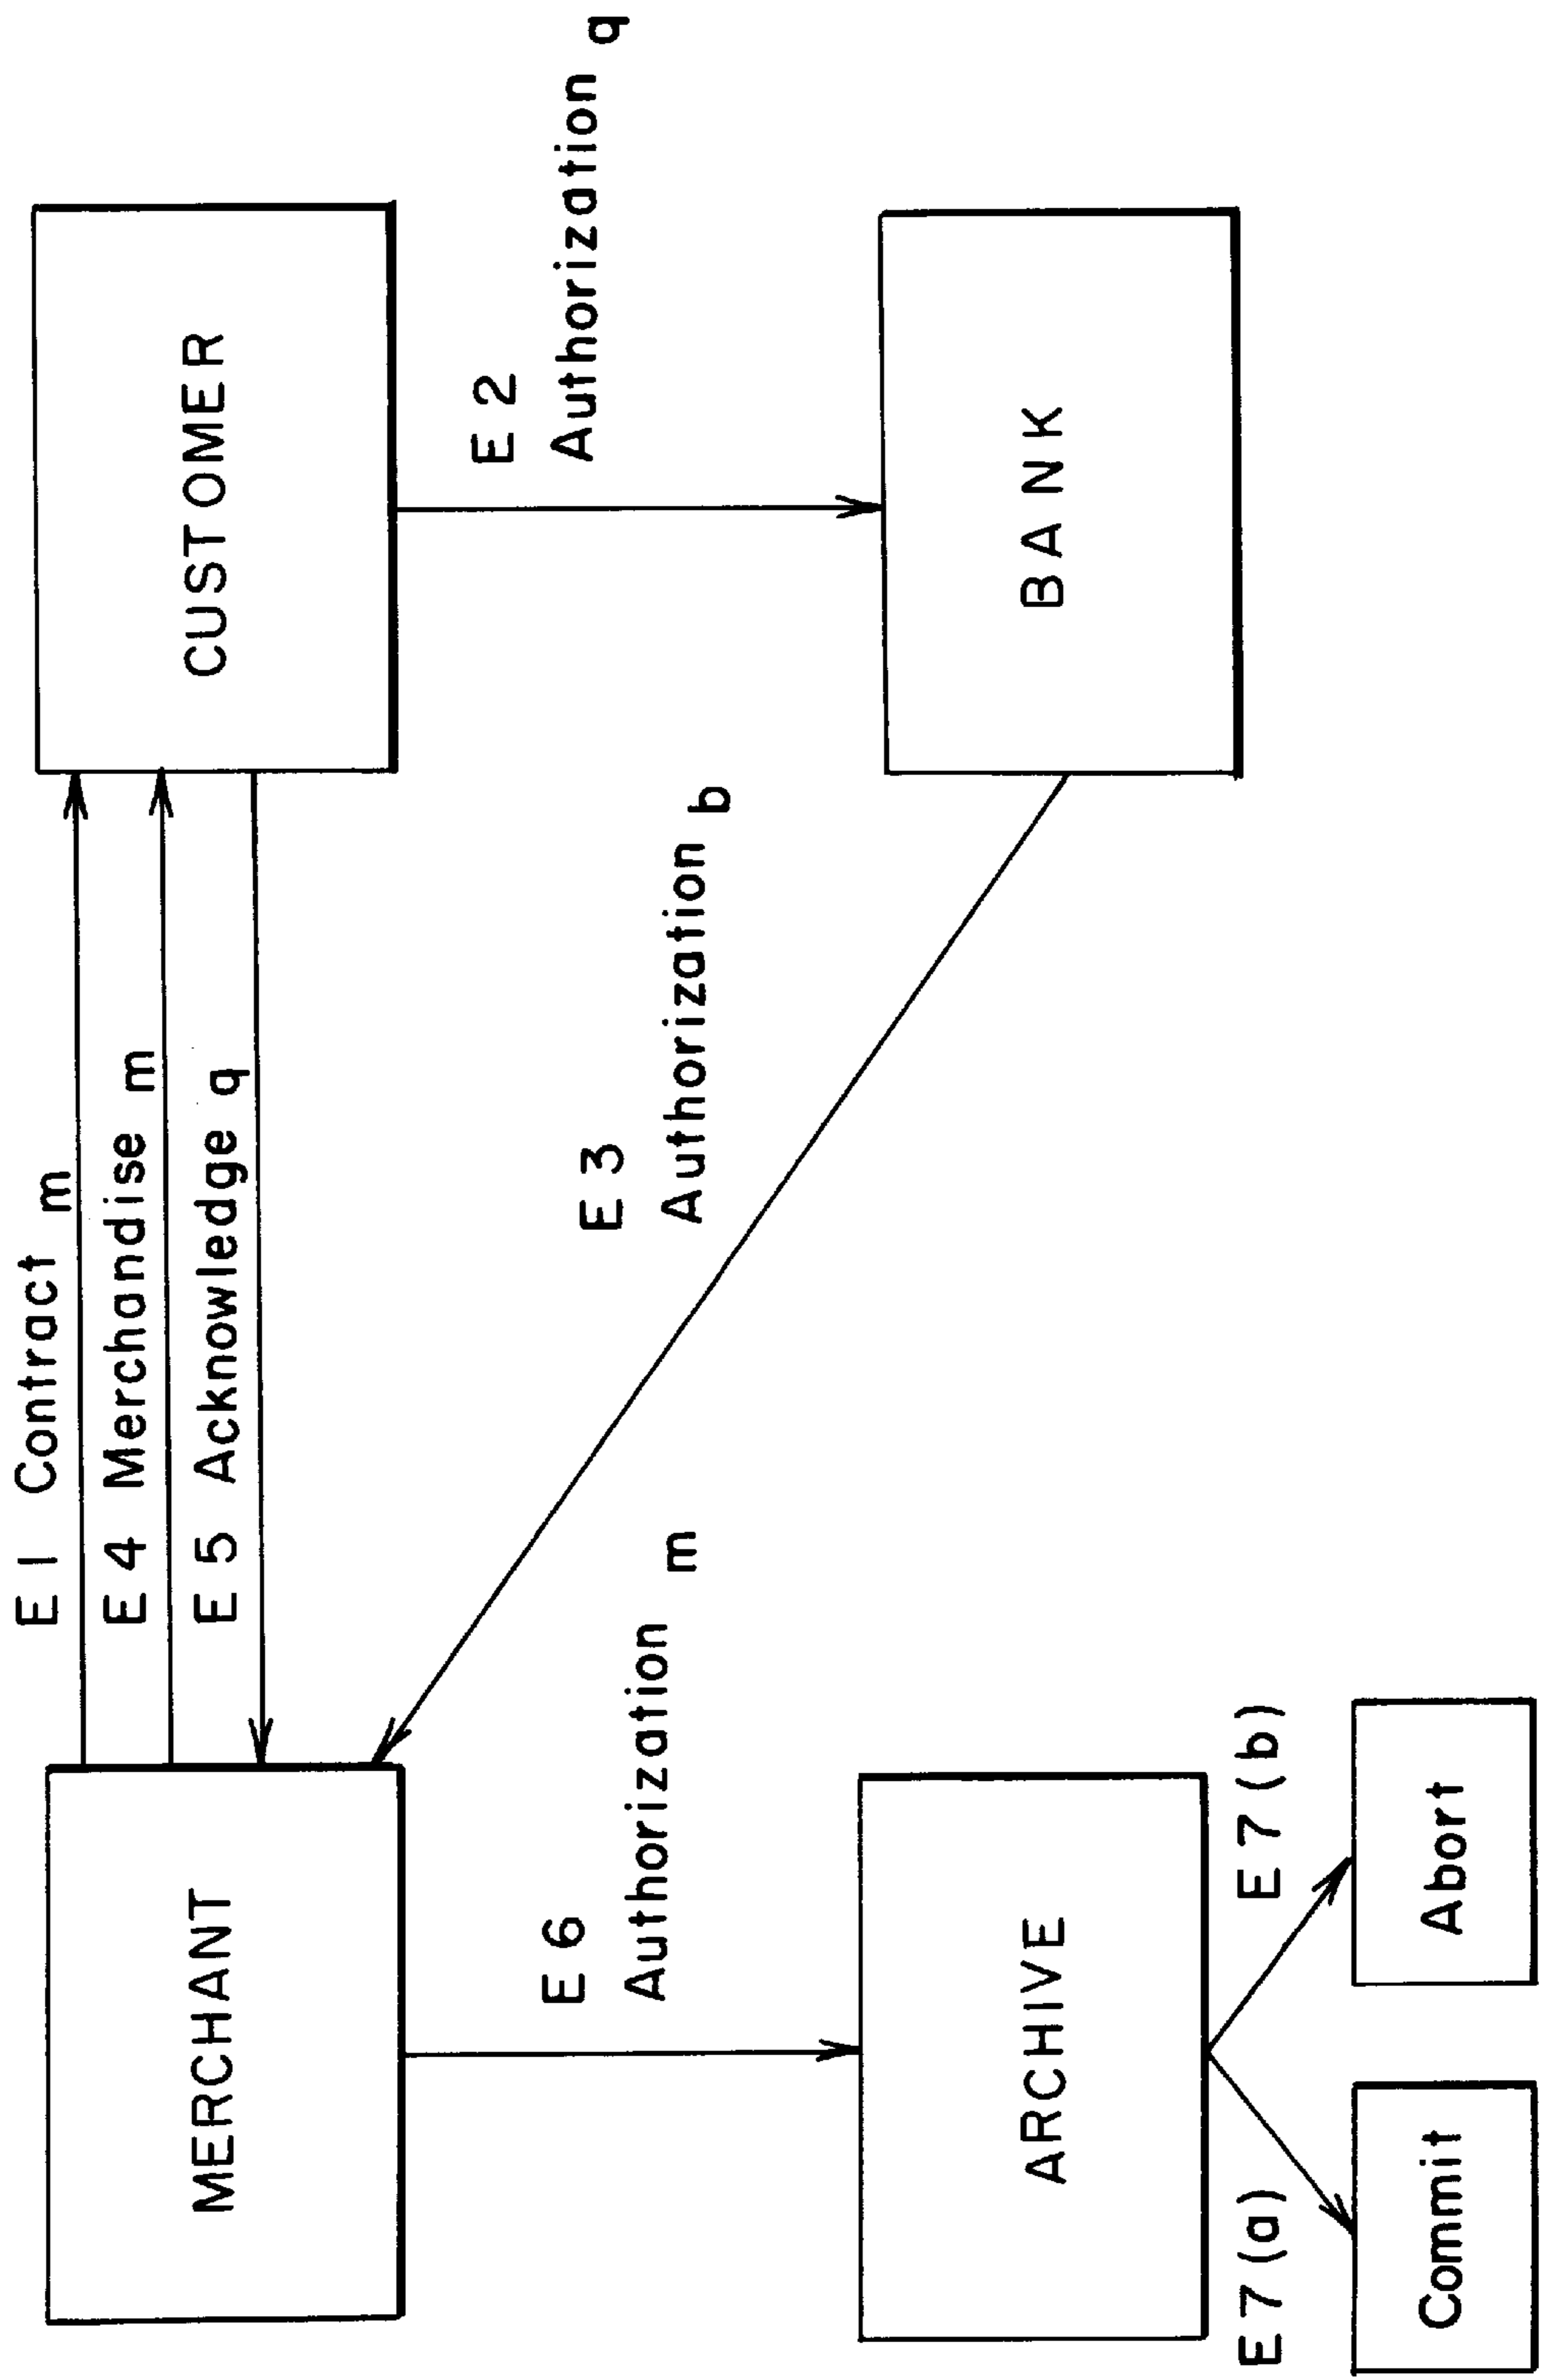 E 1 Contract m
E 4 Merchandise m
E 5 Acknowledge q
MERCHANT
CUSTOMER
E 2
Authorization q
E 3
Authorization b
E 6
Authorization m
ARCHIVE
BANK
E 7 (a)
E 7 (b)
Commit
Abort